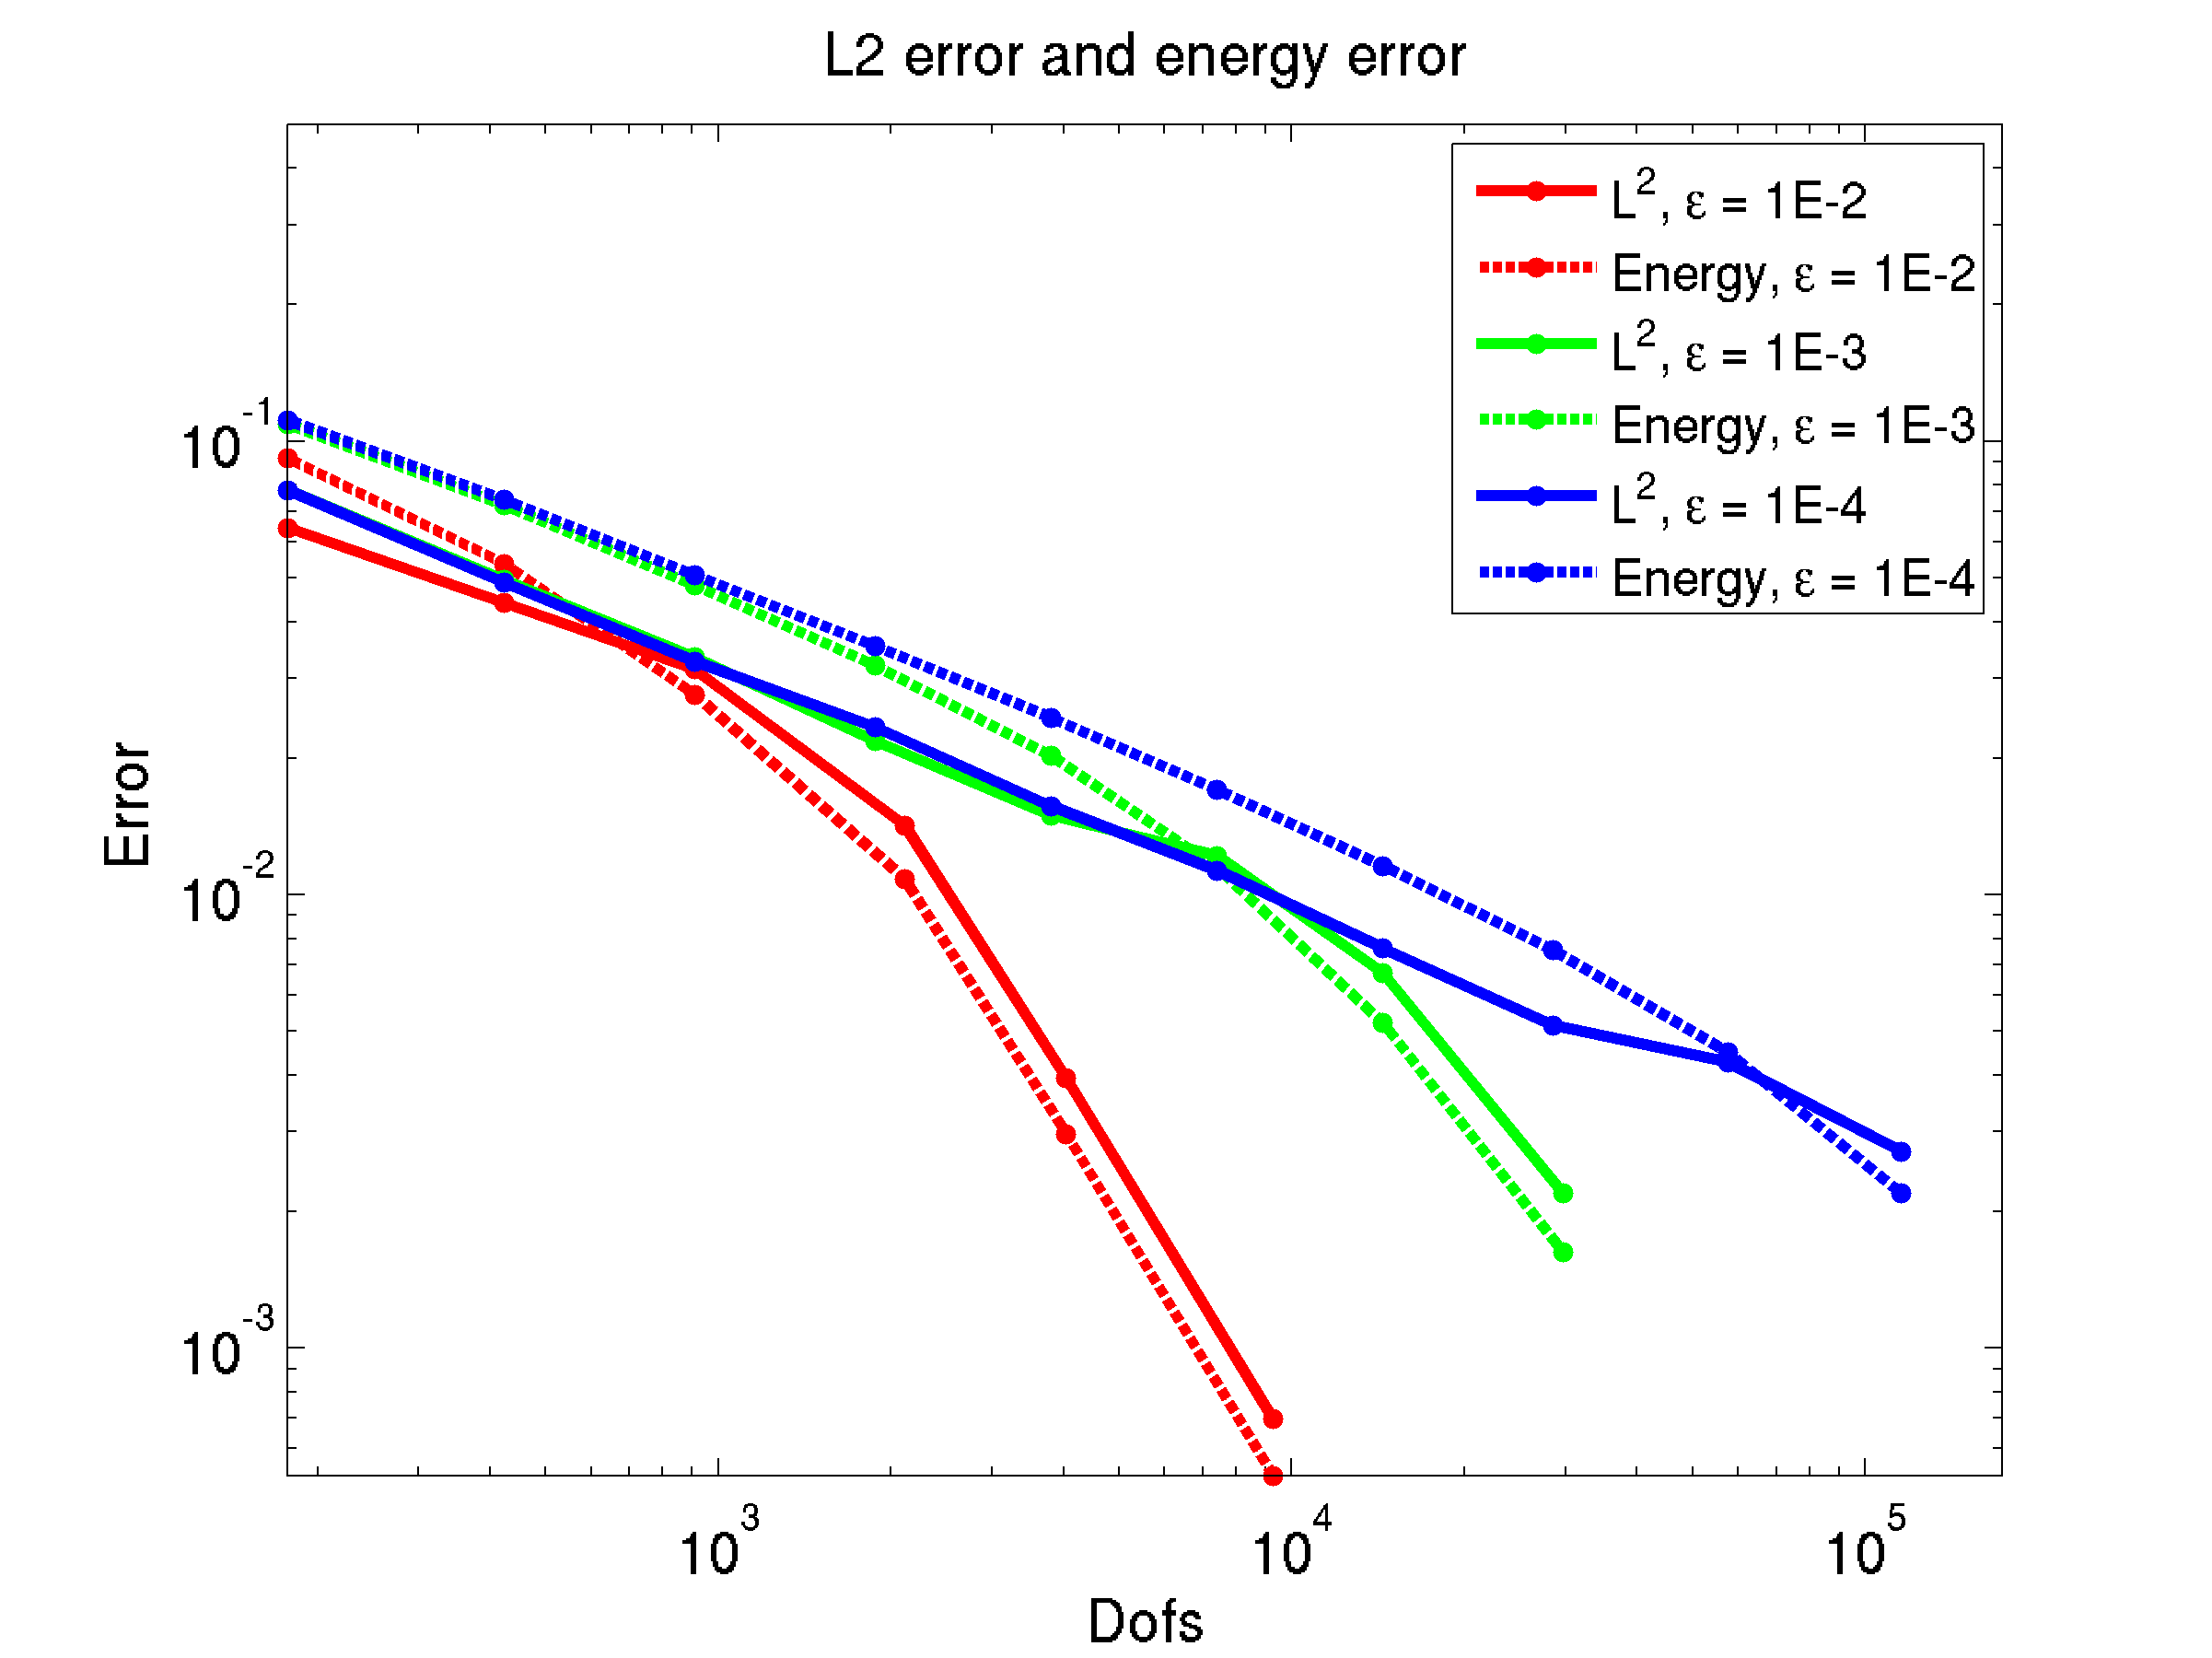 L2 error and energy error
L², ε = 1E-2
Energy, ε = 1E-2
L², ε = 1E-3
Energy, ε = 1E-3
L², ε = 1E-4
Energy, ε = 1E-4
10⁻¹
10⁻²
10⁻³
Error
10³ 10⁴ 10⁵
Dofs